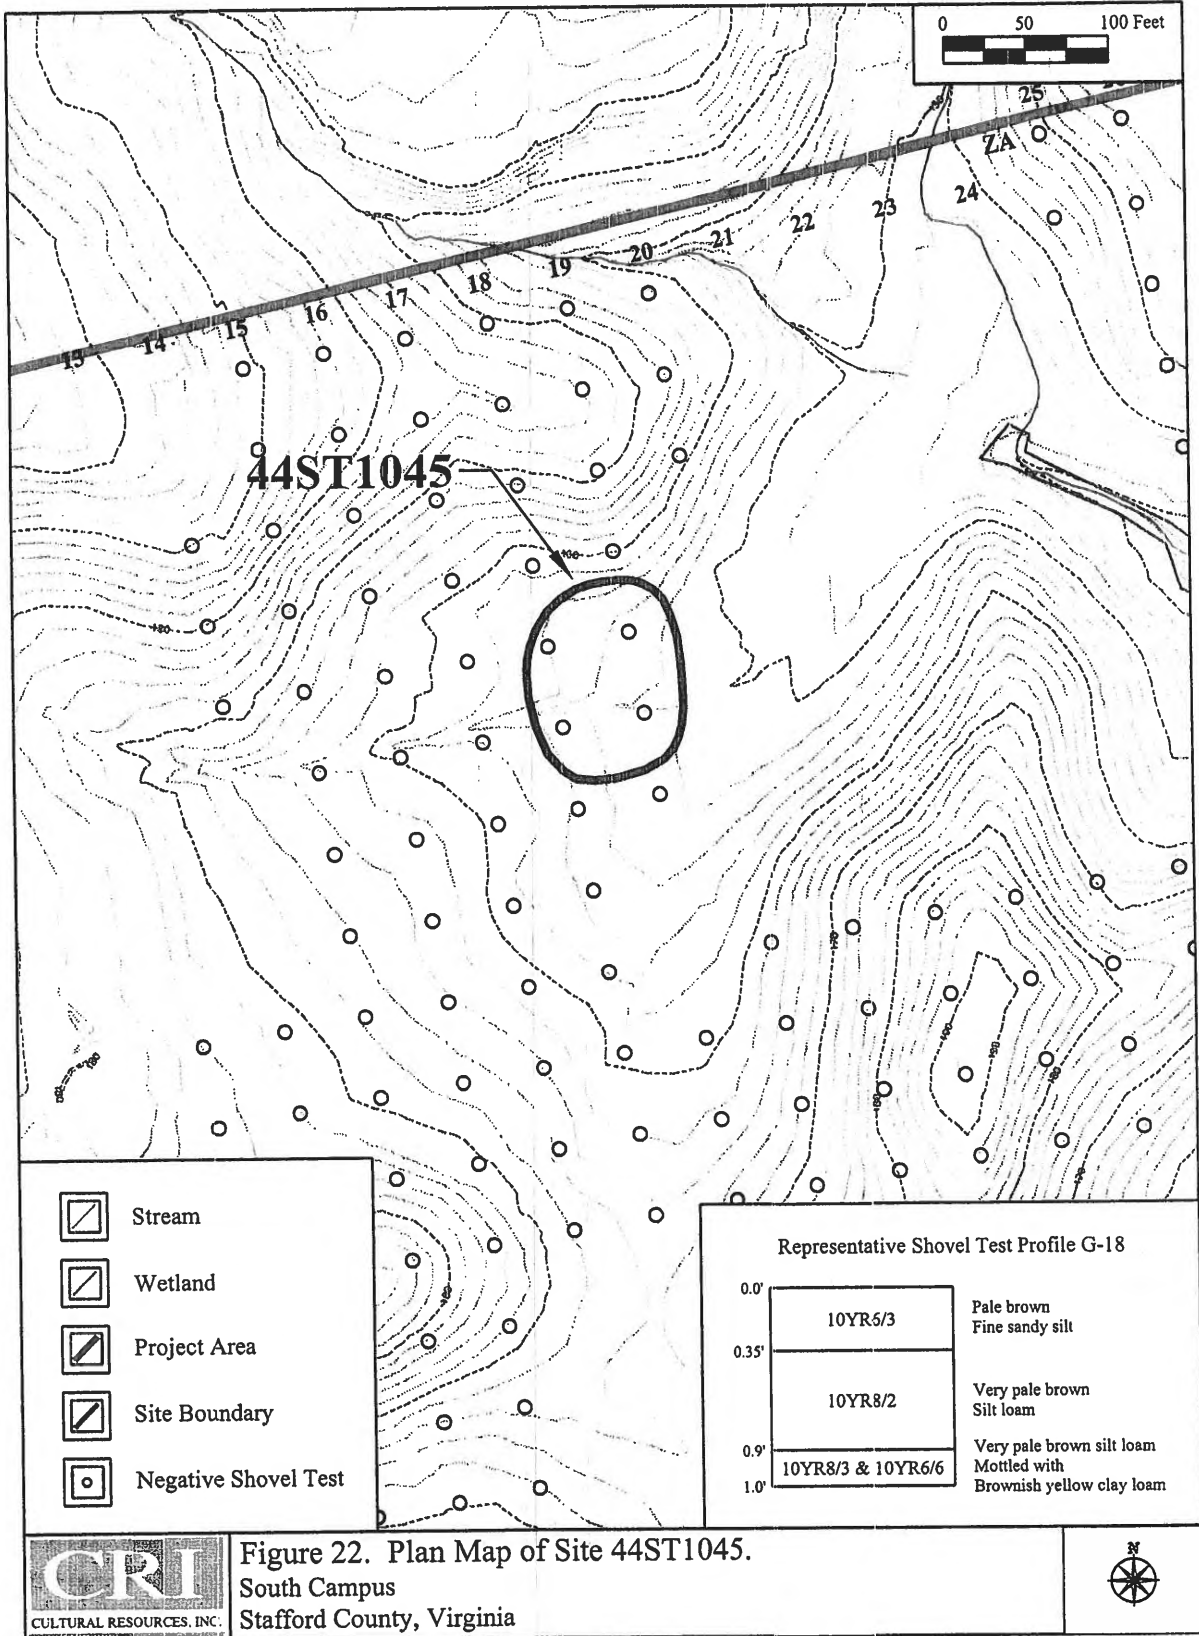 0 50 100 Feet
25
ZA
24
23
22
21
20
19
18
17
16
15
14
13
44ST1045
Stream
Wetland
Project Area
Site Boundary
Negative Shovel Test
Representative Shovel Test Profile G-18
0.0'
10YR6/3
Pale brown
Fine sandy silt
0.35'
10YR8/2
Very pale brown
Silt loam
0.9'
10YR8/3 & 10YR6/6
Very pale brown silt loam
Mottled with
Brownish yellow clay loam
1.0'
CRI
CULTURAL RESOURCES, INC.
Figure 22. Plan Map of Site 44ST1045.
South Campus
Stafford County, Virginia
N